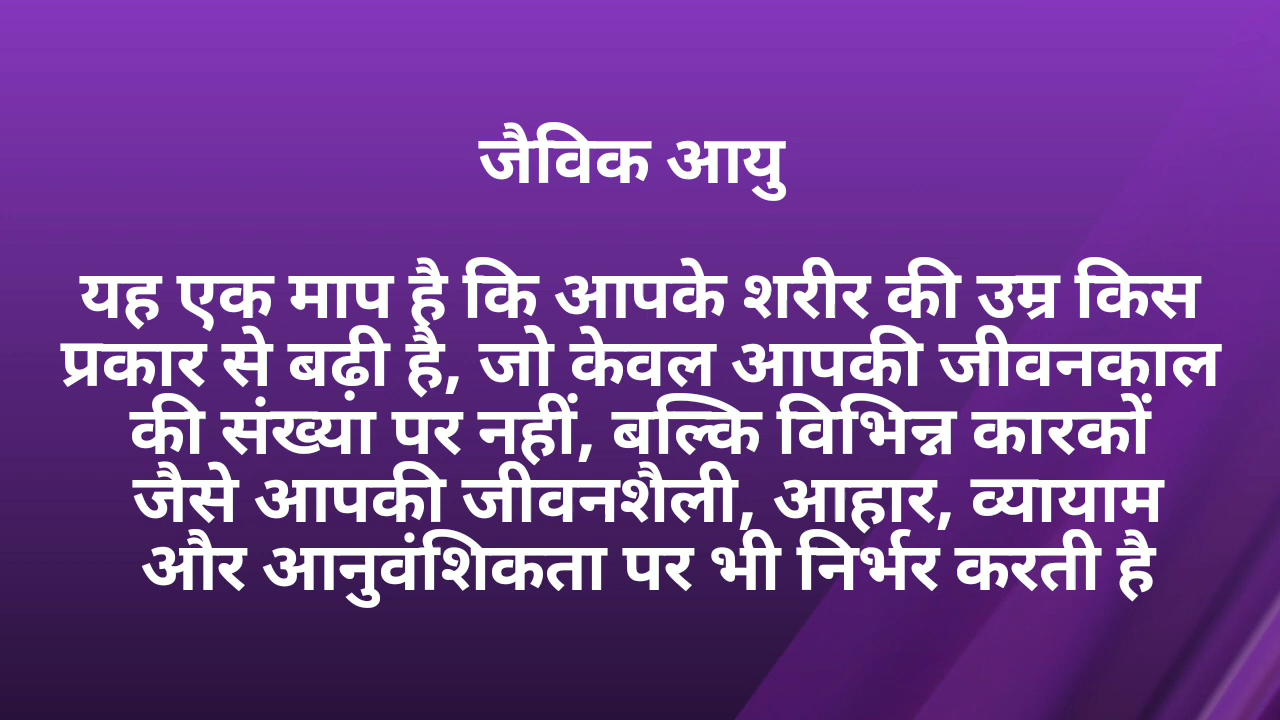 जैविक आयु
यह एक माप है कि आपके शरीर की उम्र किस
प्रकार से बढ़ी है, जो केवल आपकी जीवनकाल
की संख्या पर नहीं, बल्कि विभिन्न कारकों
जैसे आपकी जीवनशैली, आहार, व्यायाम
और आनुवंशिकता पर भी निर्भर करती है